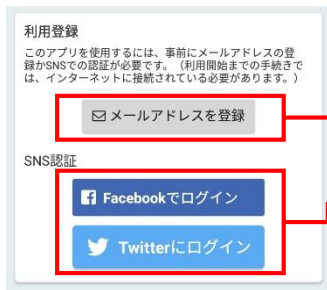 利用登録
このアプリを使用するには、事前にメールアドレスの登
録かSNSでの認証が必要です。（利用開始までの手続きで
は、インターネットに接続されている必要があります。）
メールアドレスを登録
SNS認証
Facebookでログイン
Twitterにログイン